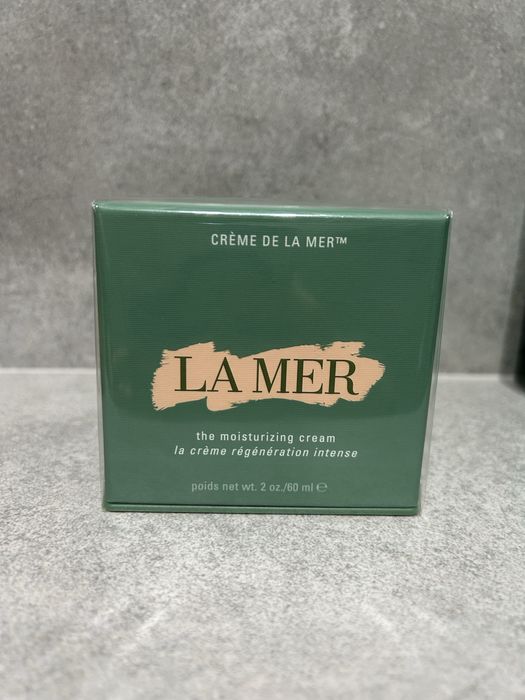 CRÈME DE LA MER™
LA MER
the moisturizing cream
la crème régénération intense
poids net wt. 2 oz./60 ml ℮